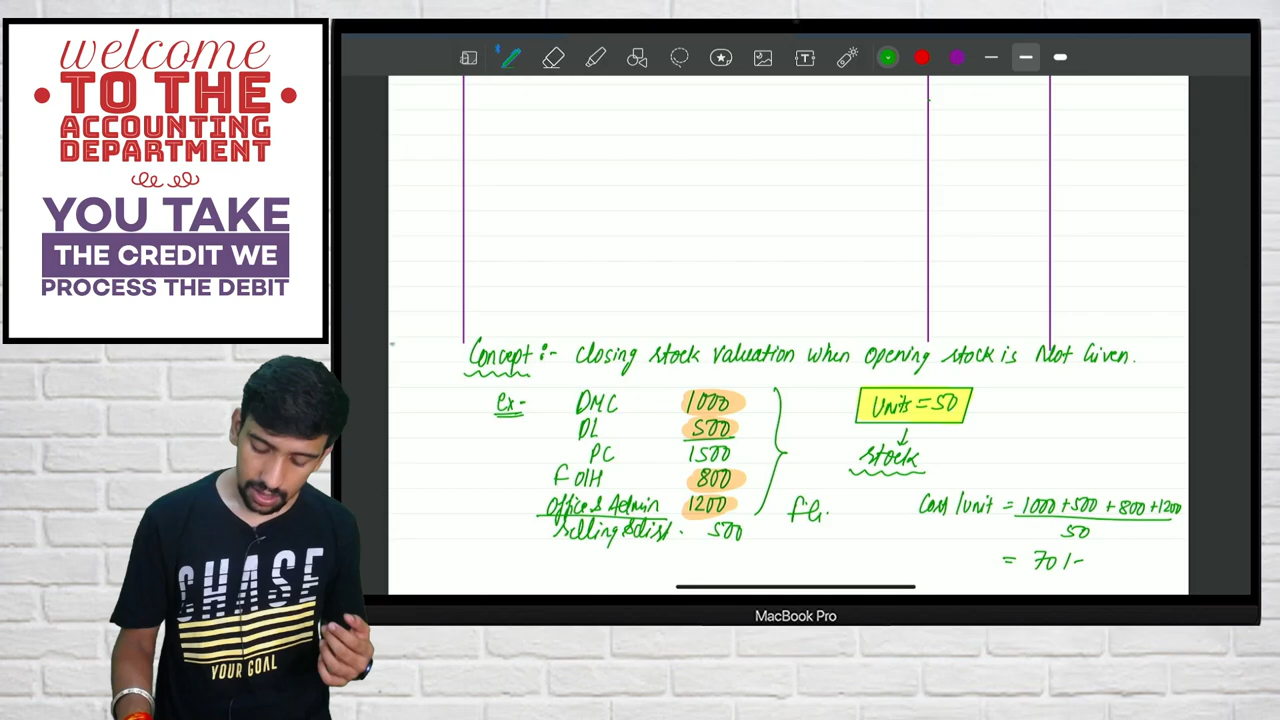 welcome
TO THE
ACCOUNTING
DEPARTMENT
YOU TAKE
THE CREDIT WE
PROCESS THE DEBIT
T
Concept :- Closing stock valuation when opening stock is Not Given.
ex- DMC 1000
DL 500
PC 1500
FOH 800
Office & Admin 1200
Selling & dist. 500
FG.
Units = 50
↓
stock
Cost/unit = 1000+500+800+1200
50
= 70/-
MacBook Pro
CHASE
YOUR GOAL